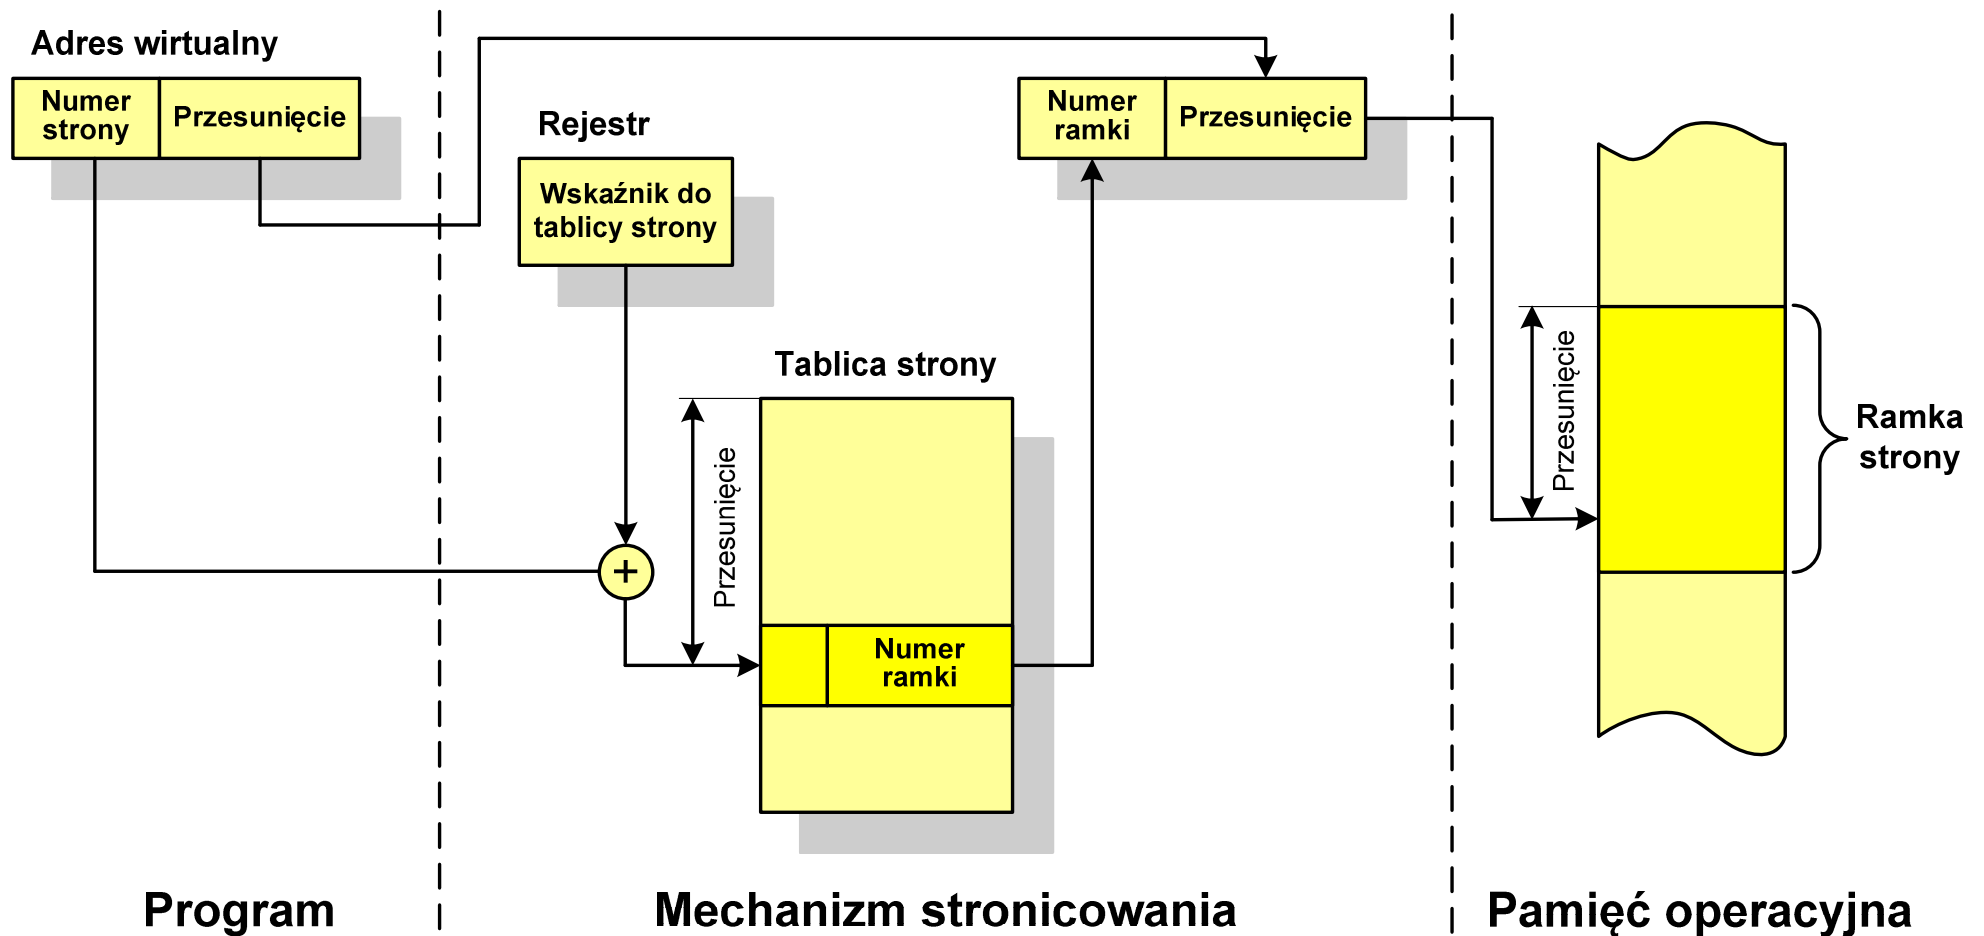 Adres wirtualny
Numer
strony
Przesunięcie
Rejestr
Wskaźnik do
tablicy strony
Numer
ramki
Przesunięcie
Tablica strony
Przesunięcie
+
Numer
ramki
Przesunięcie
Ramka
strony
Program
Mechanizm stronicowania
Pamięć operacyjna